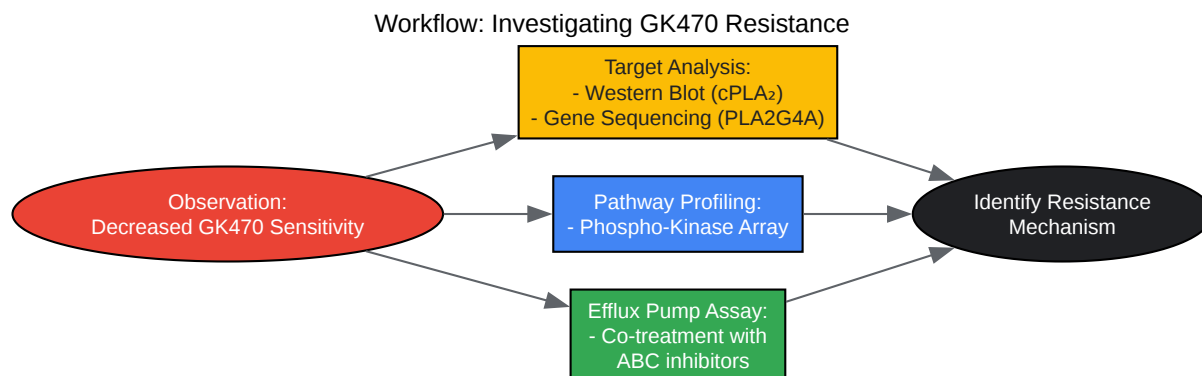 Workflow: Investigating GK470 Resistance
Target Analysis:
- Western Blot (cPLA₂)
- Gene Sequencing (PLA2G4A)
Observation:
Decreased GK470 Sensitivity
Pathway Profiling:
- Phospho-Kinase Array
Identify Resistance
Mechanism
Efflux Pump Assay:
- Co-treatment with
ABC inhibitors